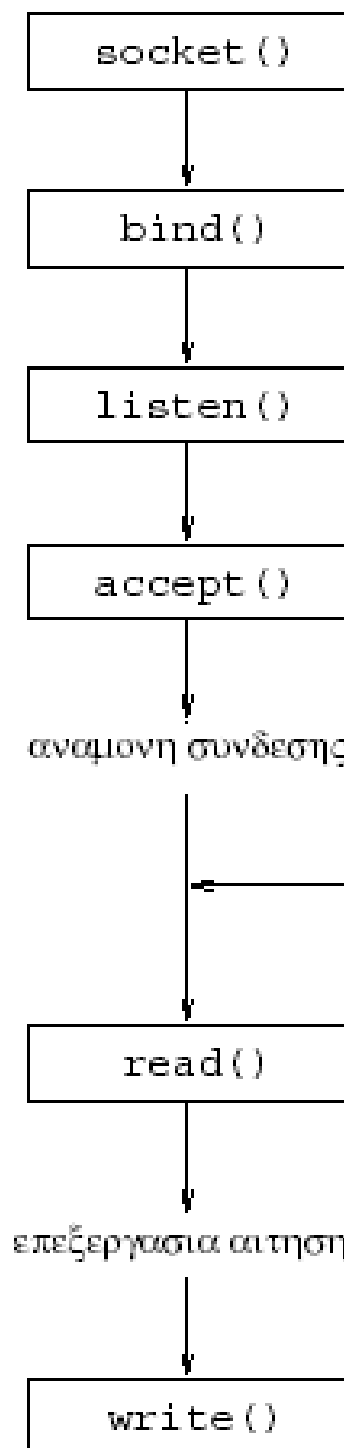 socket()
bind()
listen()
accept()
αναμονη συνδεσης
read()
επεξεργασια αιτηση
write()